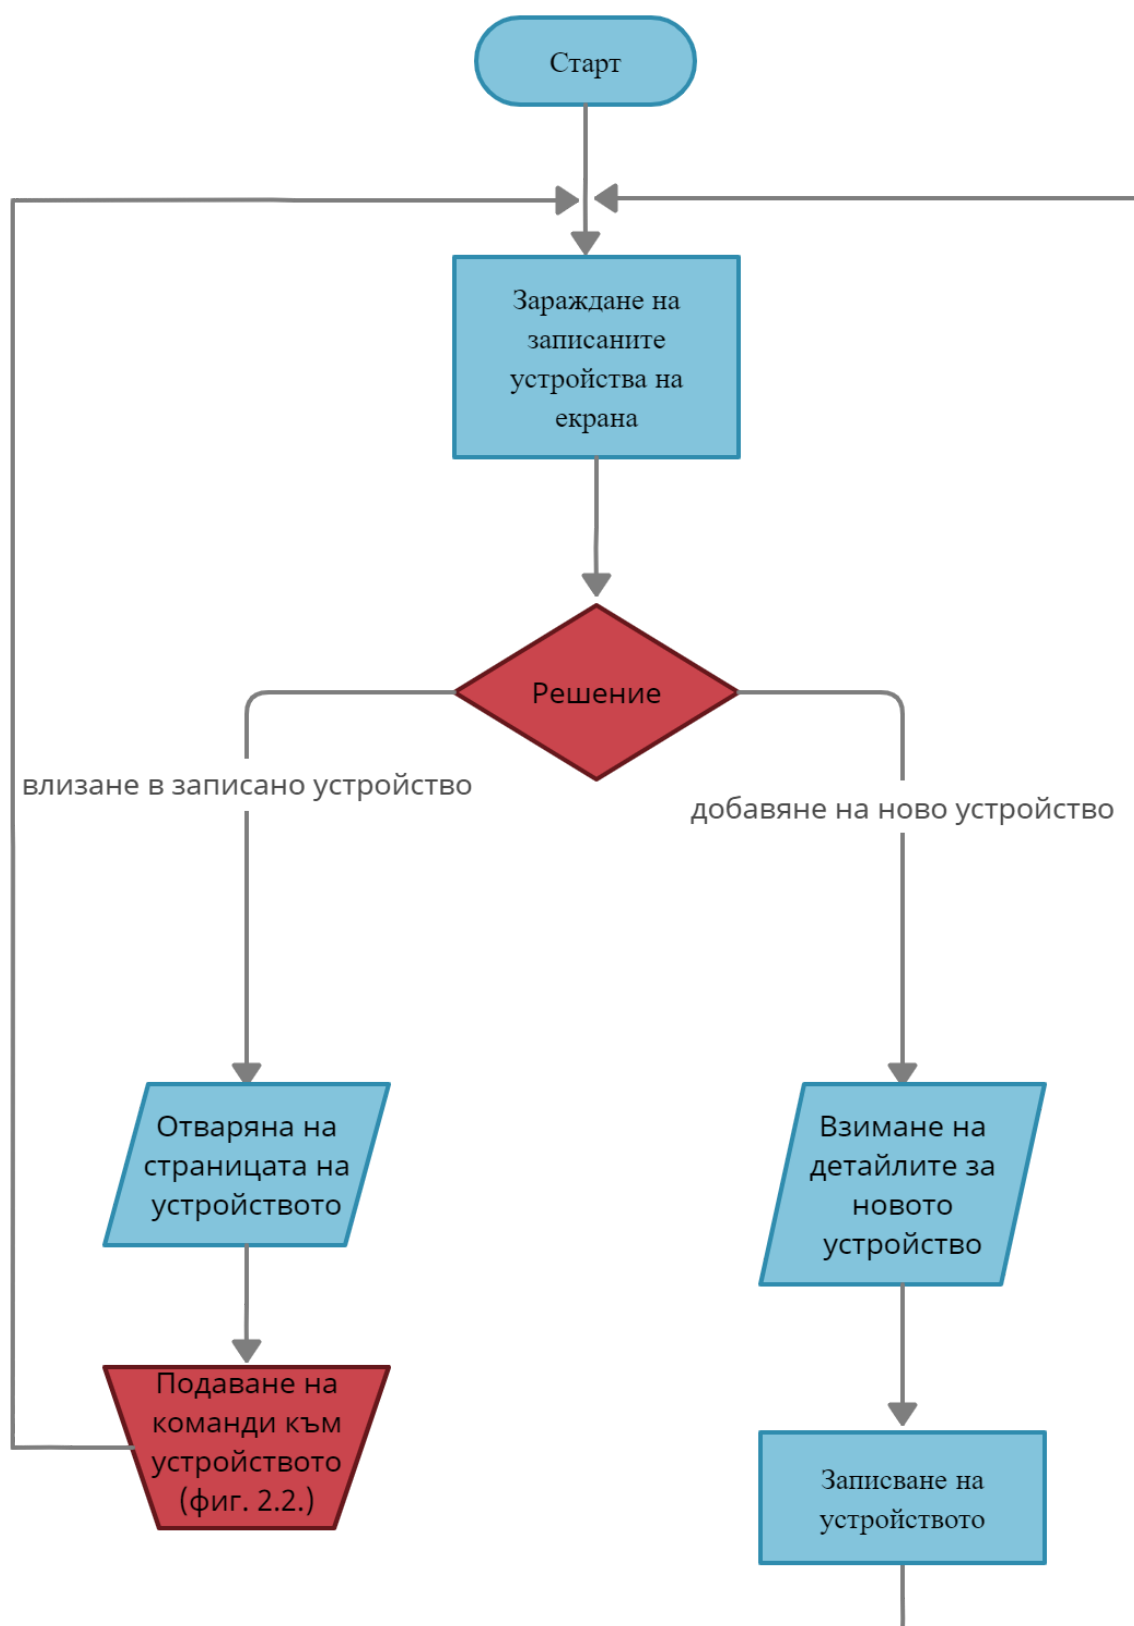 Старт
Зараждане на
записаните
устройства на
екрана
Решение
влизане в записано устройство
добавяне на ново устройство
Отваряна на
страницата на
устройството
Взимане на
детайлите за
новото
устройство
Подаване на
команди към
устройството
(фиг. 2.2.)
Записване на
устройството